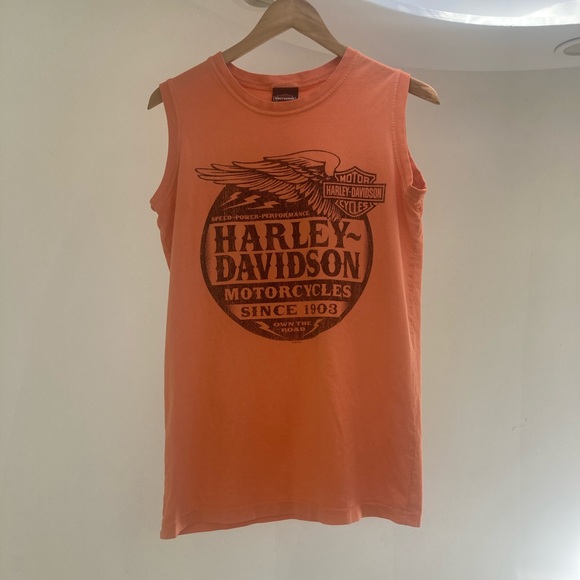 MOTOR
HARLEY-DAVIDSON
CYCLES
SPEED-POWER-PERFORMANCE
HARLEY-
DAVIDSON
MOTORCYCLES
SINCE 1903
OWN THE
ROAD